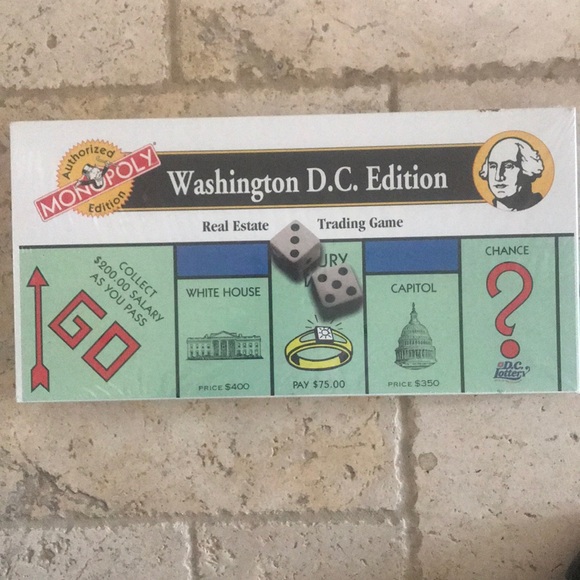 Authorized
MONOPOLY
Edition
Washington D.C. Edition
Real Estate Trading Game
COLLECT
$200.00 SALARY
AS YOU PASS
GO
WHITE HOUSE
PRICE $400
URY
PAY $75.00
CAPITOL
PRICE $350
CHANCE
?
D.C.
Lottery